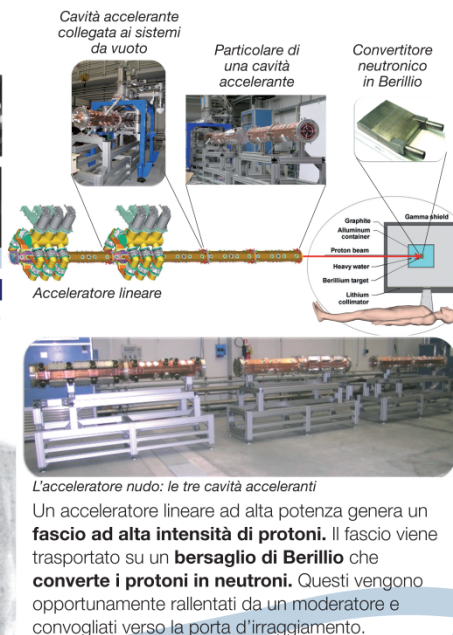 Cavità accelerante
collegata ai sistemi
da vuoto
Particolare di
una cavità
accelerante
Convertitore
neutronico
in Berillio
Graphite
Gamma shield
Alluminum
container
Proton beam
Heavy water
Berillium target
Lithium
collimator
Acceleratore lineare
L'acceleratore nudo: le tre cavità acceleranti
Un acceleratore lineare ad alta potenza genera un
fascio ad alta intensità di protoni. Il fascio viene
trasportato su un bersaglio di Berillio che
converte i protoni in neutroni. Questi vengono
opportunamente rallentati da un moderatore e
convogliati verso la porta d'irraggiamento.